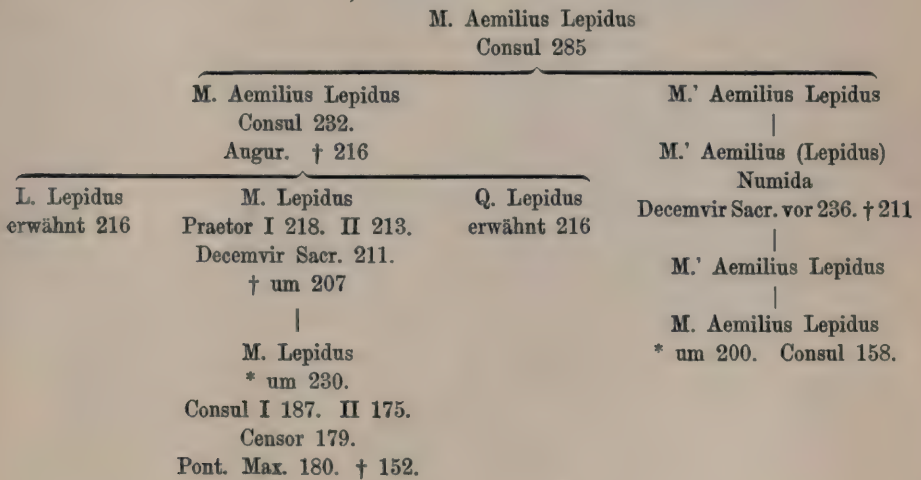 M. Aemilius Lepidus
Consul 285
M. Aemilius Lepidus
Consul 232.
Augur. † 216
M.' Aemilius Lepidus
M.' Aemilius (Lepidus)
Numida
Decemvir Sacr. vor 236. † 211
L. Lepidus
erwähnt 216
M. Lepidus
Praetor I 218. II 213.
Decemvir Sacr. 211.
† um 207
Q. Lepidus
erwähnt 216
M.' Aemilius Lepidus
M. Aemilius Lepidus
* um 200. Consul 158.
M. Lepidus
* um 230.
Consul I 187. II 175.
Censor 179.
Pont. Max. 180. † 152.